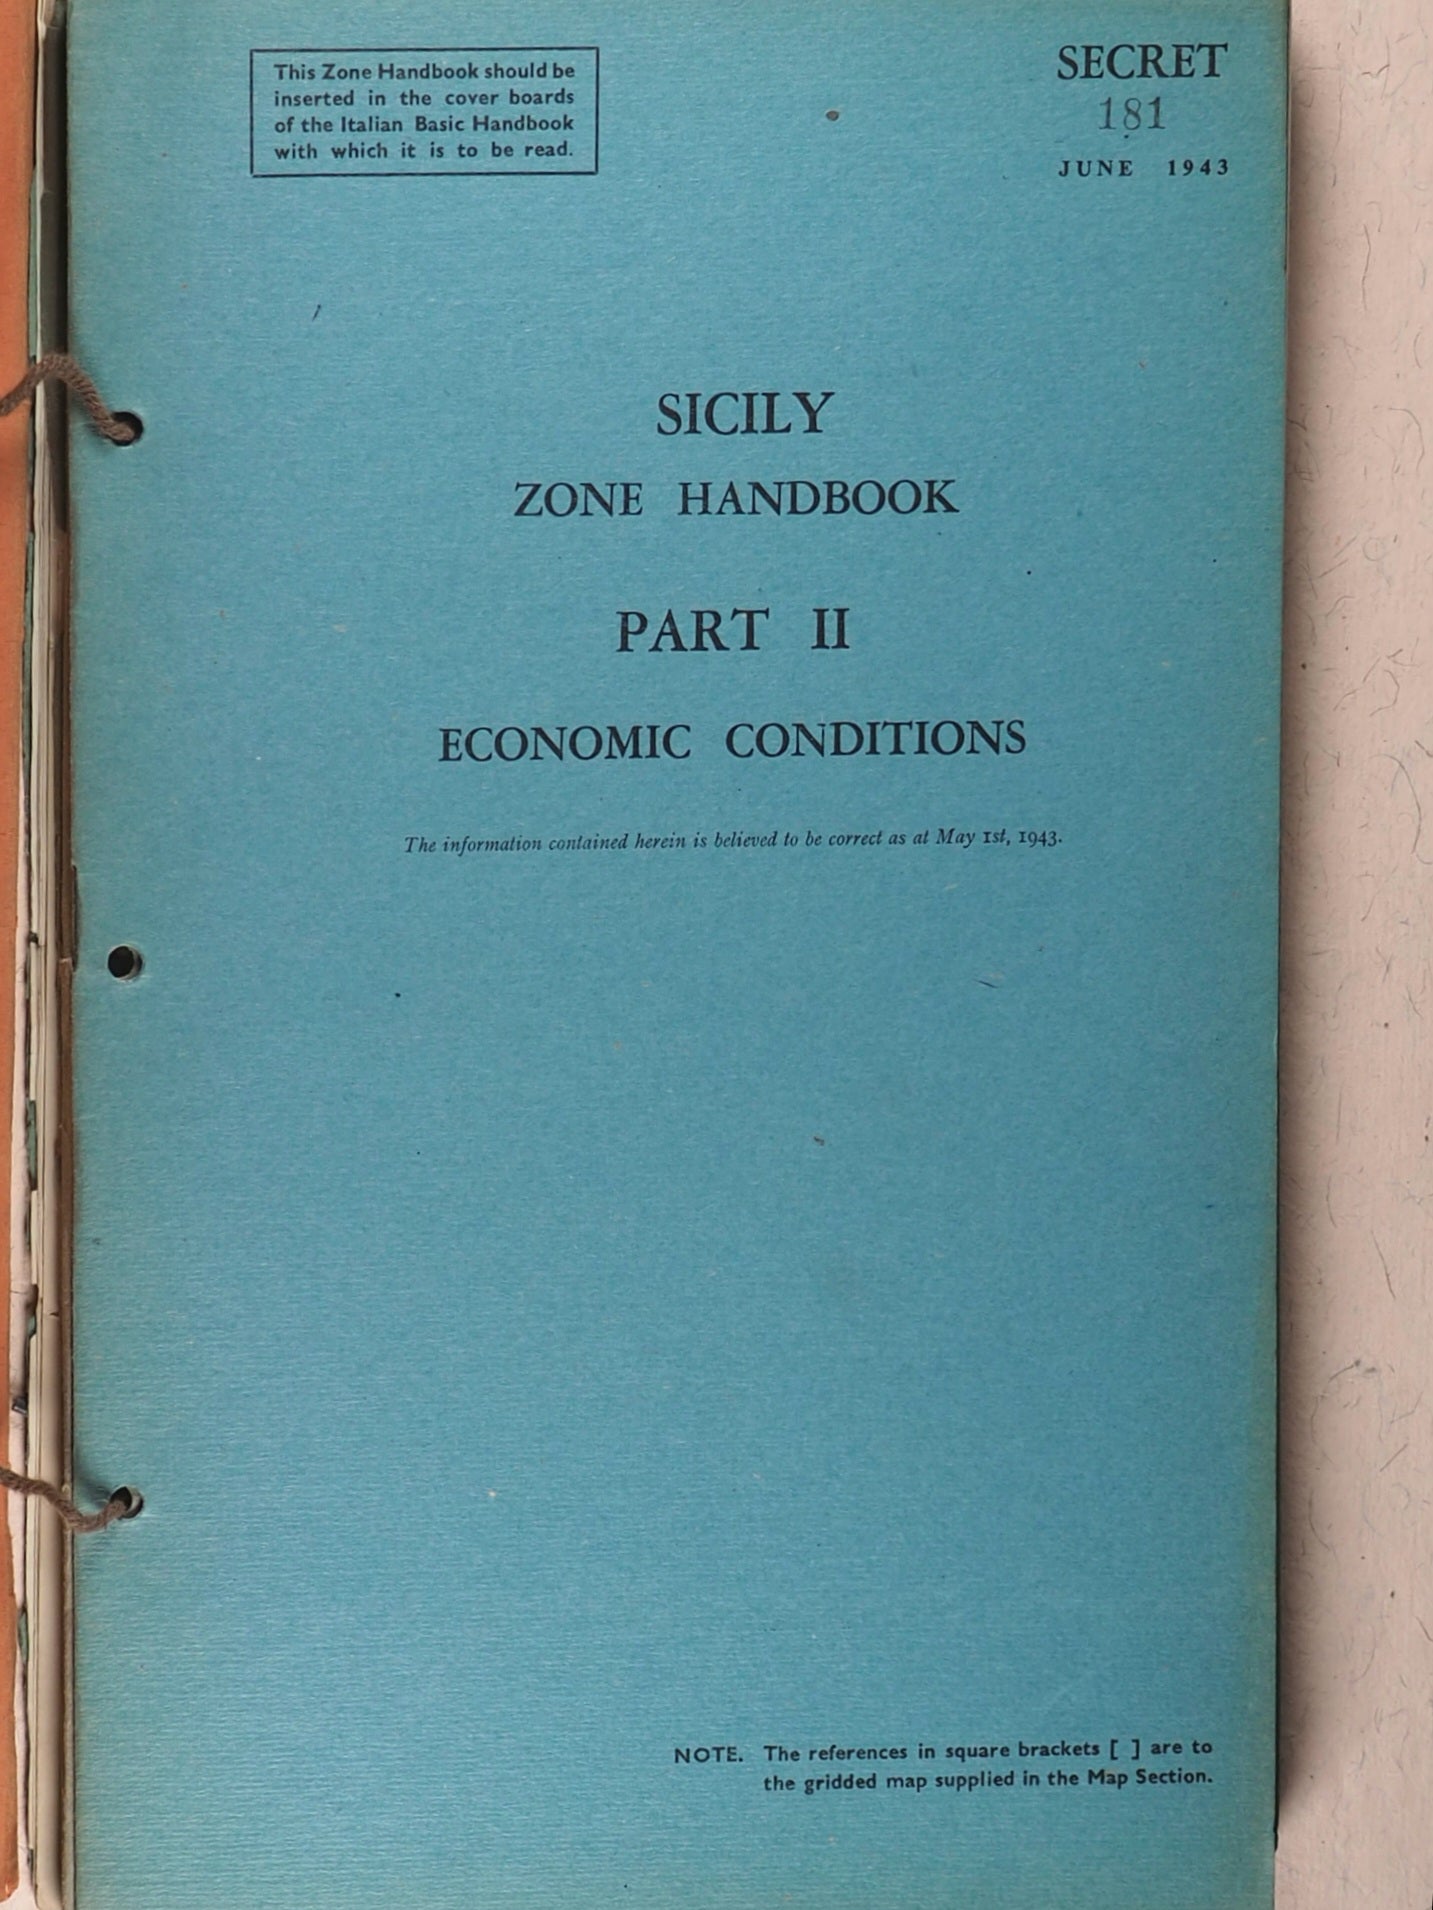 This Zone Handbook should be
inserted in the cover boards
of the Italian Basic Handbook
with which it is to be read.
SECRET
181
JUNE 1943
SICILY
ZONE HANDBOOK
PART II
ECONOMIC CONDITIONS
The information contained herein is believed to be correct as at May 1st, 1943.
NOTE. The references in square brackets [ ] are to
the gridded map supplied in the Map Section.